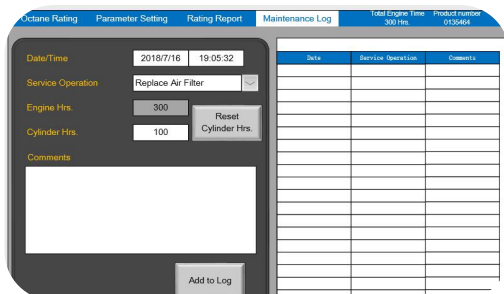 Octane Rating Parameter Setting Rating Report Maintenance Log Total Engine Time Product number
300 Hrs. 0135464
Date/Time 2018/7/16 19:05:32
Date Service Operation Comments
Service Operation Replace Air Filter
Engine Hrs. 300
Reset
Cylinder Hrs.
Cylinder Hrs. 100
Comments
Add to Log